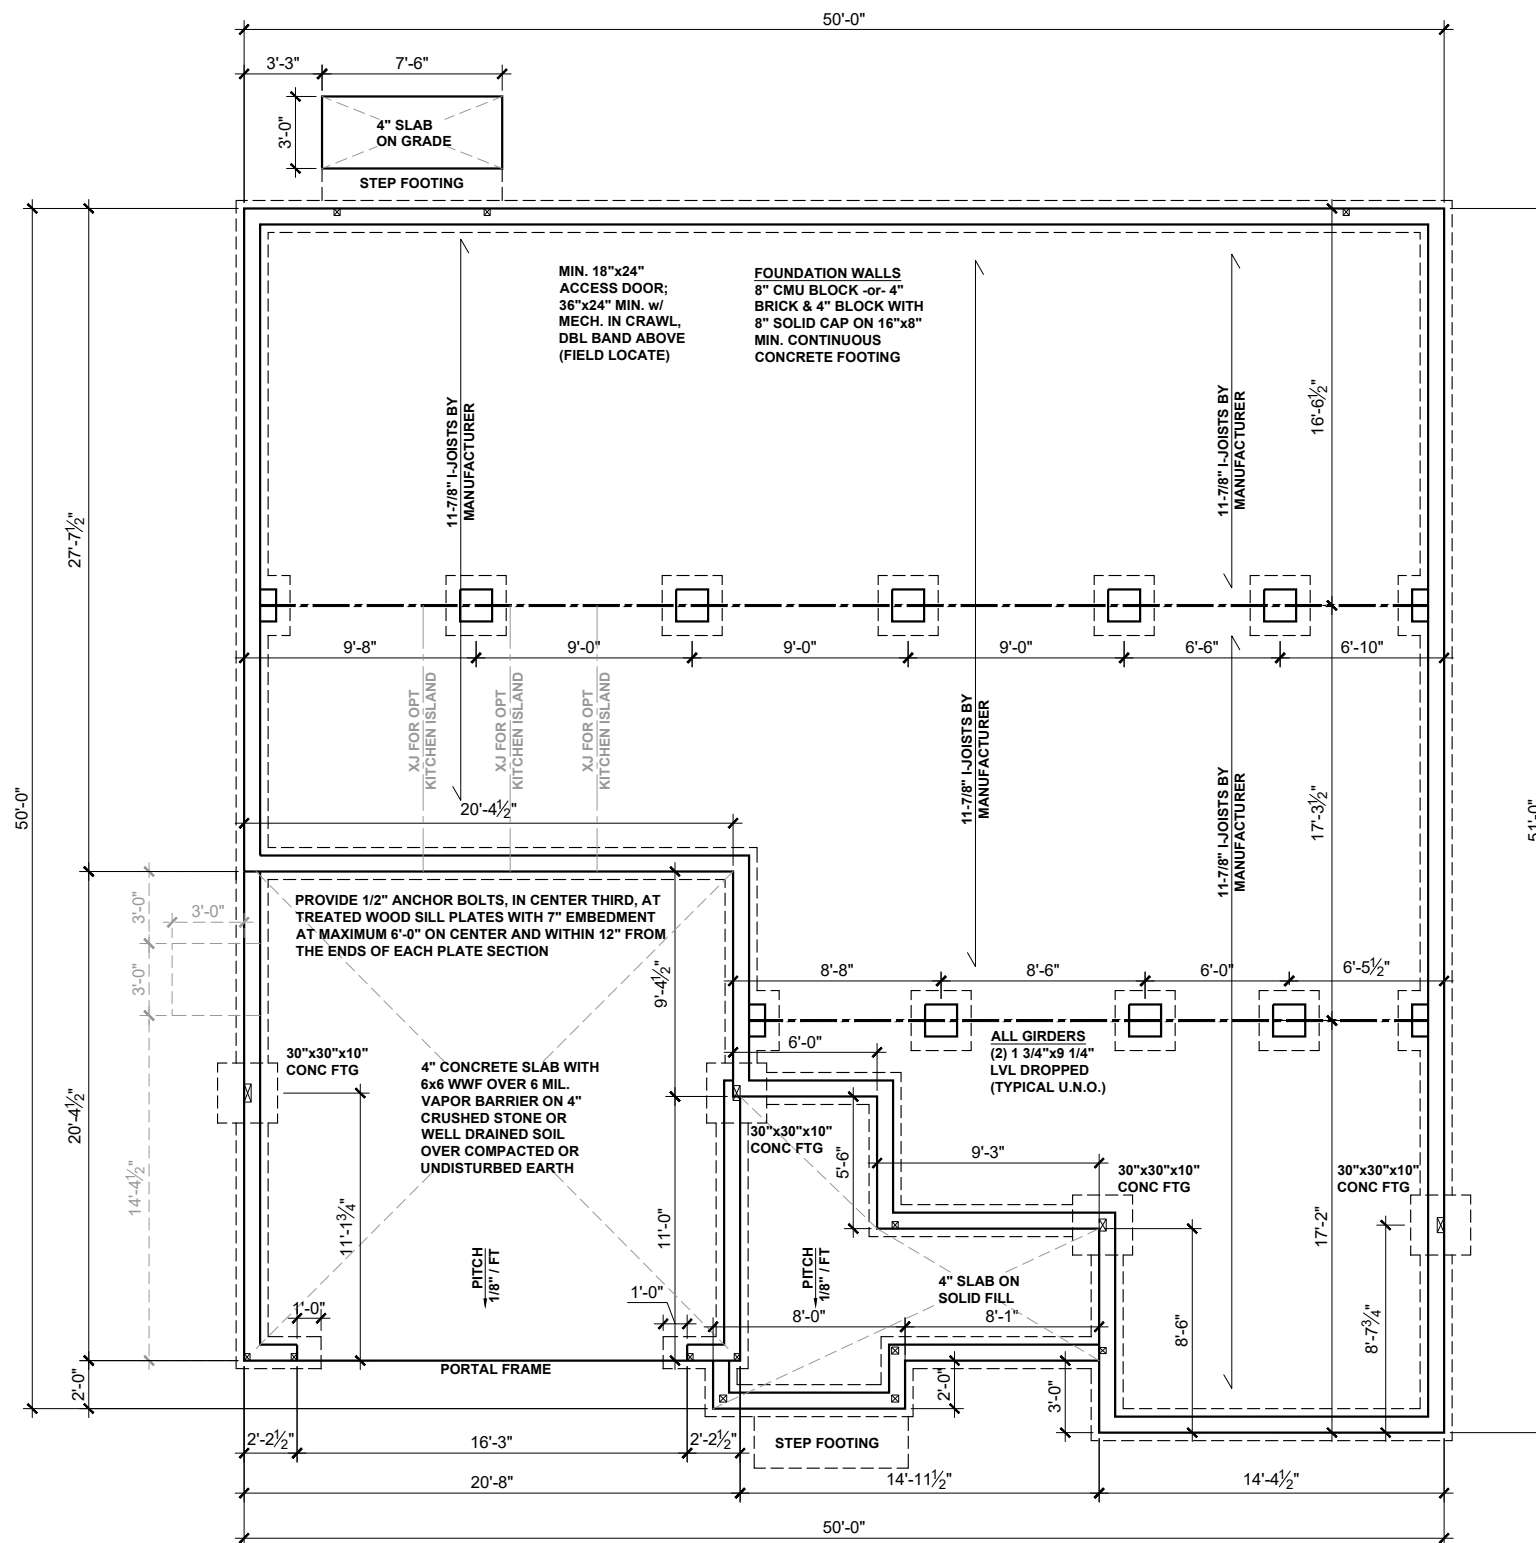 50'-0"
3'-3"
7'-6"
3'-0"
4" SLAB
ON GRADE
STEP FOOTING
MIN. 18"x24"
ACCESS DOOR;
36"x24" MIN. w/
MECH. IN CRAWL,
DBL BAND ABOVE
(FIELD LOCATE)
FOUNDATION WALLS
8" CMU BLOCK -or- 4"
BRICK & 4" BLOCK WITH
8" SOLID CAP ON 16"x8"
MIN. CONTINUOUS
CONCRETE FOOTING
11-7/8" I-JOISTS BY
MANUFACTURER
11-7/8" I-JOISTS BY
MANUFACTURER
16'-6½"
27'-7½"
9'-8"
9'-0"
9'-0"
9'-0"
6'-6"
6'-10"
XJ FOR OPT
KITCHEN ISLAND
XJ FOR OPT
KITCHEN ISLAND
XJ FOR OPT
KITCHEN ISLAND
11-7/8" I-JOISTS BY
MANUFACTURER
11-7/8" I-JOISTS BY
MANUFACTURER
17'-3½"
50'-0"
51'-0"
20'-4½"
PROVIDE 1/2" ANCHOR BOLTS, IN CENTER THIRD, AT
TREATED WOOD SILL PLATES WITH 7" EMBEDMENT
AT MAXIMUM 6'-0" ON CENTER AND WITHIN 12" FROM
THE ENDS OF EACH PLATE SECTION
3'-0"
3'-0"
3'-0"
14'-4½"
20'-4½"
9'-4½"
8'-8"
8'-6"
6'-0"
6'-5½"
ALL GIRDERS
(2) 1 3/4"x9 1/4"
LVL DROPPED
(TYPICAL U.N.O.)
6'-0"
30"x30"x10"
CONC FTG
4" CONCRETE SLAB WITH
6x6 WWF OVER 6 MIL.
VAPOR BARRIER ON 4"
CRUSHED STONE OR
WELL DRAINED SOIL
OVER COMPACTED OR
UNDISTURBED EARTH
30"x30"x10"
CONC FTG
5'-6"
9'-3"
30"x30"x10"
CONC FTG
30"x30"x10"
CONC FTG
11'-1¾"
11'-0"
17'-2"
PITCH
1/8" / FT
PITCH
1/8" / FT
4" SLAB ON
SOLID FILL
1'-0"
1'-0"
8'-0"
8'-1"
8'-6"
8'-7¾"
PORTAL FRAME
2'-0"
2'-0"
3'-0"
STEP FOOTING
2'-2½"
16'-3"
2'-2½"
20'-8"
14'-11½"
14'-4½"
50'-0"